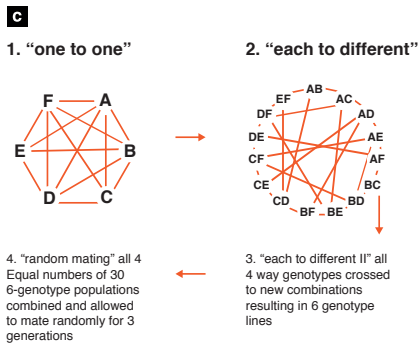 C
1. “one to one”
2. “each to different”
F A
E B
D C
AB
EF AC
DF AD
DE AE
CF AF
CE BC
CD BD
BF BE
4. “random mating” all 4
Equal numbers of 30
6-genotype populations
combined and allowed
to mate randomly for 3
generations
3. “each to different II” all
4 way genotypes crossed
to new combinations
resulting in 6 genotype
lines